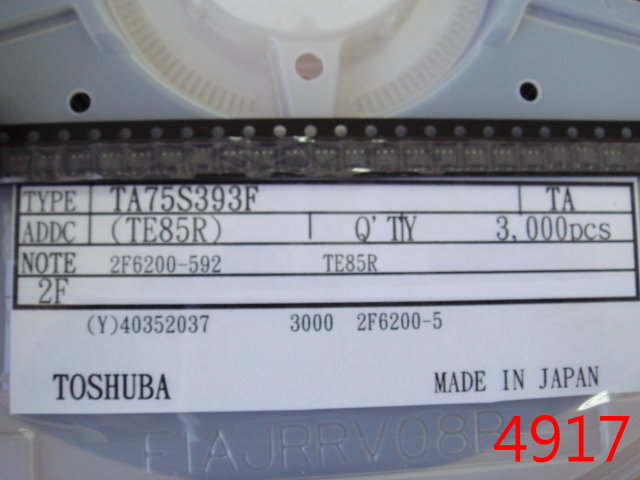 TYPE TA75S393F TA
ADDC (TE85R) Q'TY 3,000pcs
NOTE 2F6200-592 TE85R
2F
(Y)40352037 3000 2F6200-5
TOSHUBA MADE IN JAPAN
EIAJRRV08B
4917